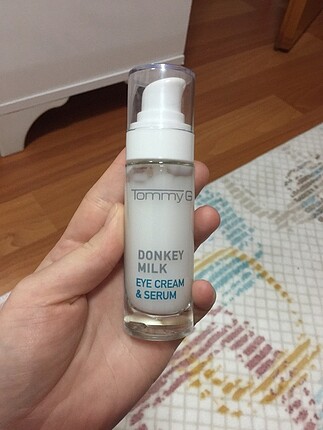 Tommy G
DONKEY
MILK
EYE CREAM
& SERUM